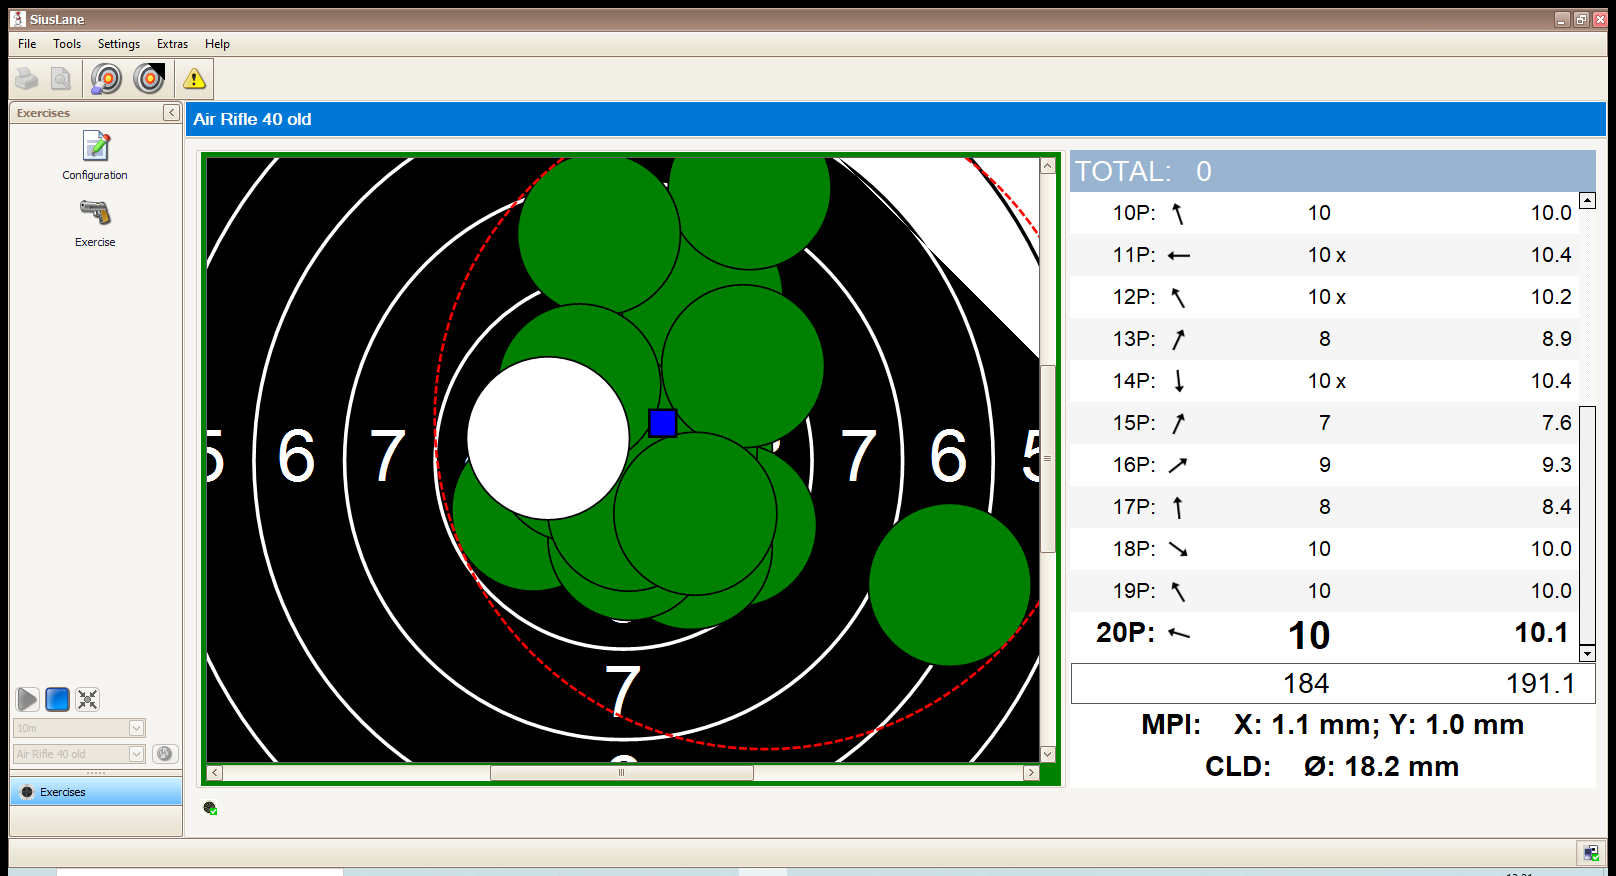 SiusLane
File Tools Settings Extras Help
Exercises
Air Rifle 40 old
Configuration
Exercise
TOTAL: 0
10P: 10 10.0
11P: 10 x 10.4
12P: 10 x 10.2
13P: 8 8.9
14P: 10 x 10.4
15P: 7 7.6
16P: 9 9.3
17P: 8 8.4
18P: 10 10.0
19P: 10 10.0
20P: 10 10.1
184 191.1
MPI: X: 1.1 mm; Y: 1.0 mm
CLD: Ø: 18.2 mm
5 6 7 7 6 5
7
10m
Air Rifle 40 old
Exercises